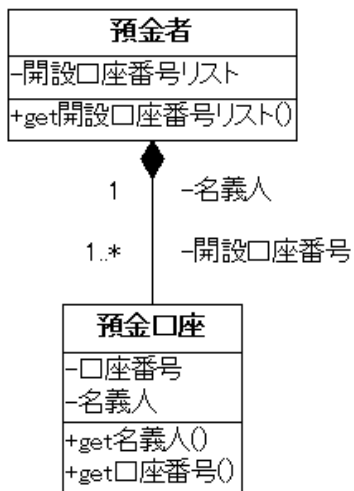 預金者
-開設口座番号リスト
+get開設口座番号リスト()
1 -名義人
1..* -開設口座番号
預金口座
-口座番号
-名義人
+get名義人()
+get口座番号()